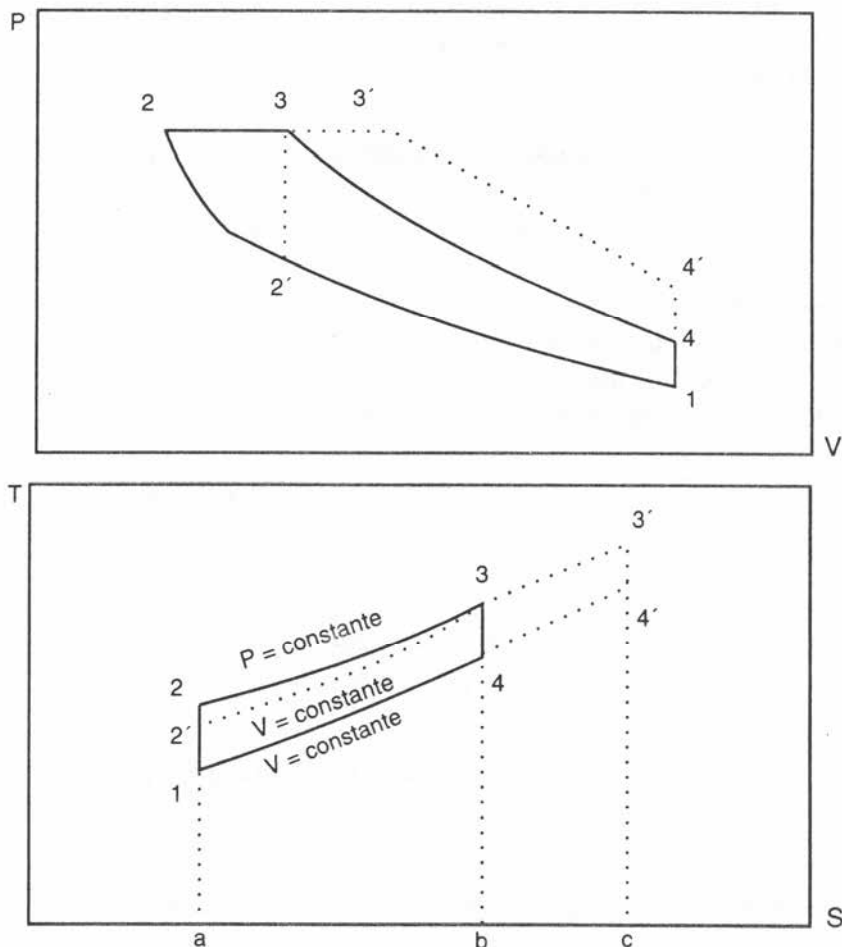 P
2 3 3´
2´
4´
4
1
V
T
3´
3
4´
P = constante
2
4
2´
V = constante
V = constante
1
S
a b c